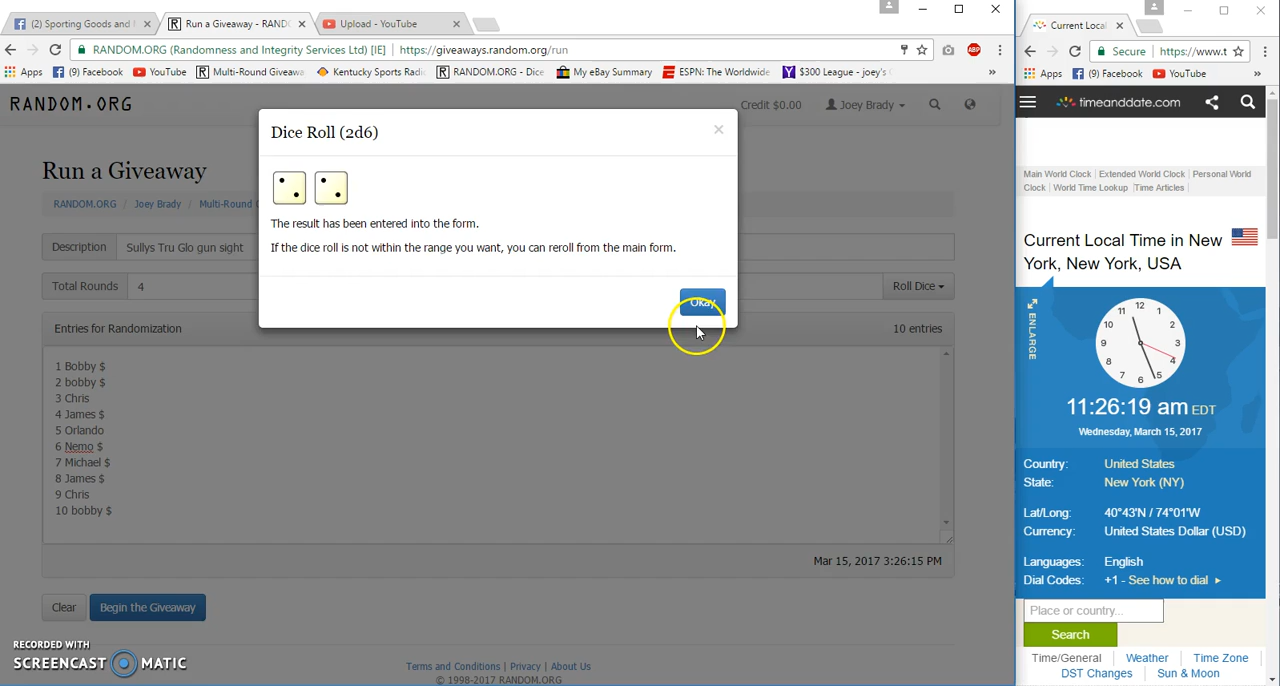 (2) Sporting Goods and
Run a Giveaway - RAND
Upload - YouTube
RANDOM.ORG (Randomness and Integrity Services Ltd) [IE] | https://giveaways.random.org/run
Apps (9) Facebook YouTube Multi-Round Giveawa Kentucky Sports Radi RANDOM.ORG - Dice My eBay Summary ESPN: The Worldwide $300 League - joey's »
RANDOM.ORG Credit $0.00 Joey Brady
Dice Roll (2d6) ×
The result has been entered into the form.
If the dice roll is not within the range you want, you can reroll from the main form.
Okay
Run a Giveaway
RANDOM.ORG / Joey Brady / Multi-Round
Description Sullys Tru Glo gun sight
Total Rounds 4 Roll Dice
Entries for Randomization 10 entries
1 Bobby $
2 bobby $
3 Chris
4 James $
5 Orlando
6 Nemo $
7 Michael $
8 James $
9 Chris
10 bobby $
Mar 15, 2017 3:26:15 PM
Clear Begin the Giveaway
RECORDED WITH
SCREENCAST MATIC
Terms and Conditions | Privacy | About Us
© 1998-2017 RANDOM.ORG
Current Local
Secure | https://www.t
Apps (9) Facebook YouTube »
timeanddate.com
Main World Clock | Extended World Clock | Personal World
Clock | World Time Lookup | Time Articles |
Current Local Time in New
York, New York, USA
ENLARGE
12 1 2 3 4 5 6 7 8 9 10 11
11:26:19 am EDT
Wednesday, March 15, 2017
Country: United States
State: New York (NY)
Lat/Long: 40°43'N / 74°01'W
Currency: United States Dollar (USD)
Languages: English
Dial Codes: +1 - See how to dial
Place or country...
Search
Time/General Weather Time Zone
DST Changes Sun & Moon